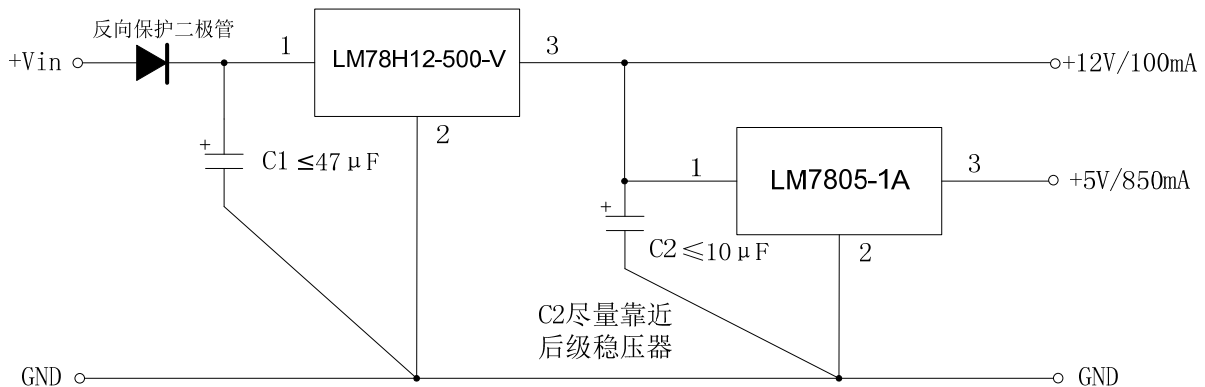 反向保护二极管
+Vin
1
LM78H12-500-V
3
+12V/100mA
2
+
C1 ≤47μF
1
LM7805-1A
3
+5V/850mA
+
C2 ≤10μF
2
C2尽量靠近
后级稳压器
GND
GND